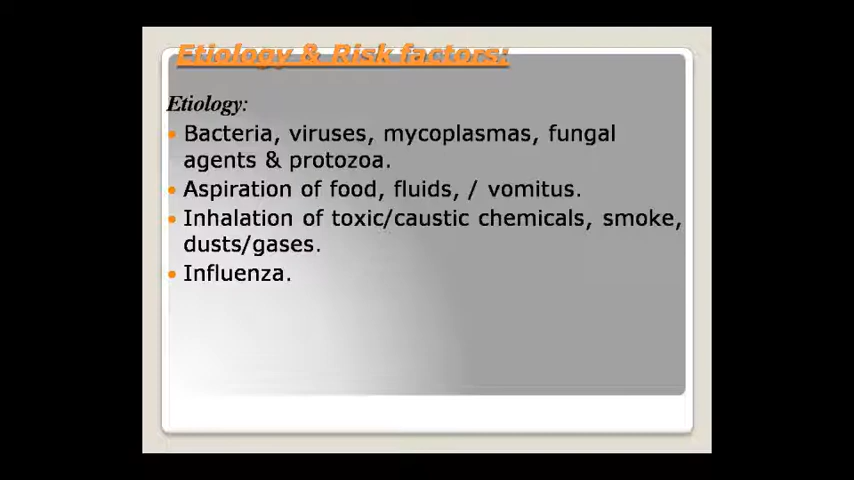 Etiology & Risk factors:
Etiology:
Bacteria, viruses, mycoplasmas, fungal
agents & protozoa.
Aspiration of food, fluids, / vomitus.
Inhalation of toxic/caustic chemicals, smoke,
dusts/gases.
Influenza.